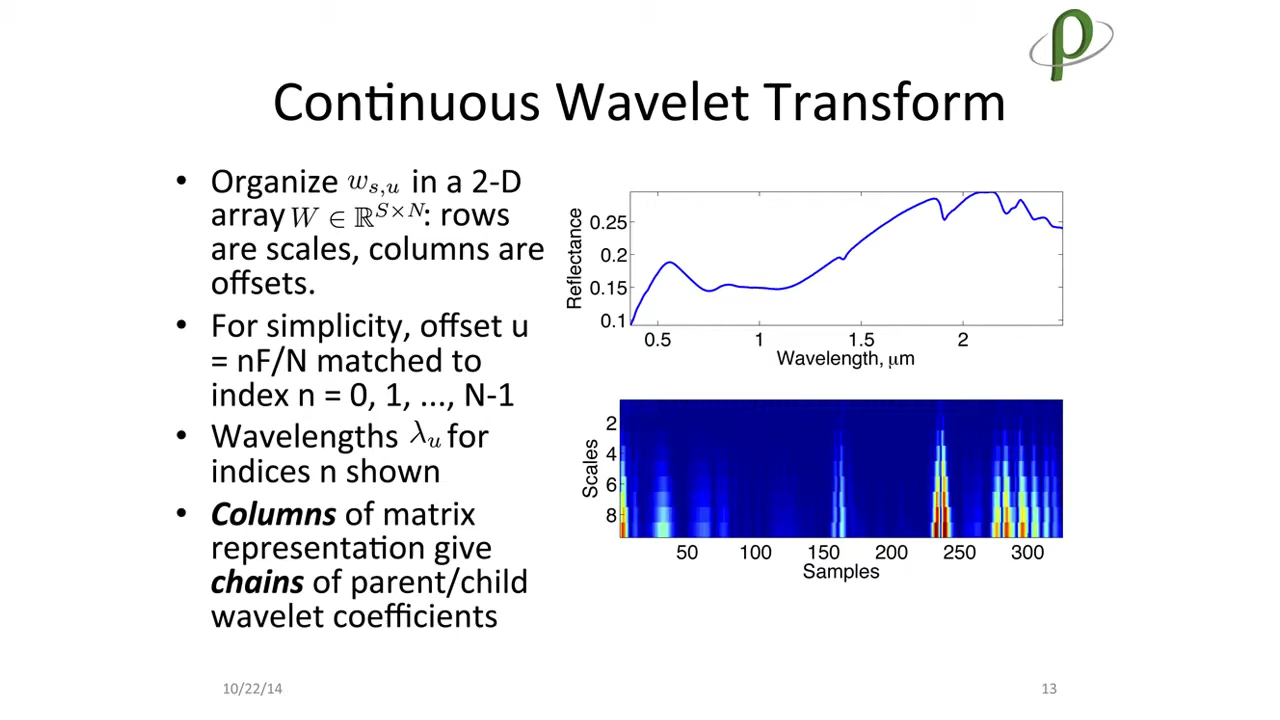 ρ
Continuous Wavelet Transform
• Organize w_{s,u} in a 2-D
array W ∈ ℝ^{S×N}: rows
are scales, columns are
offsets.
• For simplicity, offset u
= nF/N matched to
index n = 0, 1, ..., N-1
• Wavelengths λ_u for
indices n shown
• Columns of matrix
representation give
chains of parent/child
wavelet coefficients
Reflectance
0.25
0.2
0.15
0.1
0.5 1 1.5 2
Wavelength, μm
Scales
2
4
6
8
50 100 150 200 250 300
Samples
10/22/14
13